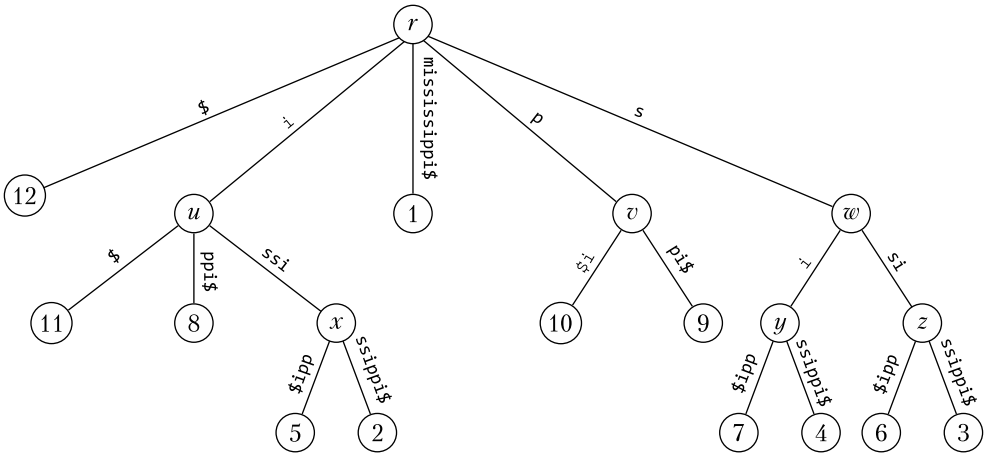 r
$
i
mississippi$
p
s
12
u
1
v
w
$
ppi$
ssi
$i
pi$
i
si
11
8
x
10
9
y
z
$ipp
ssippi$
$ipp
ssippi$
$ipp
ssippi$
5
2
7
4
6
3